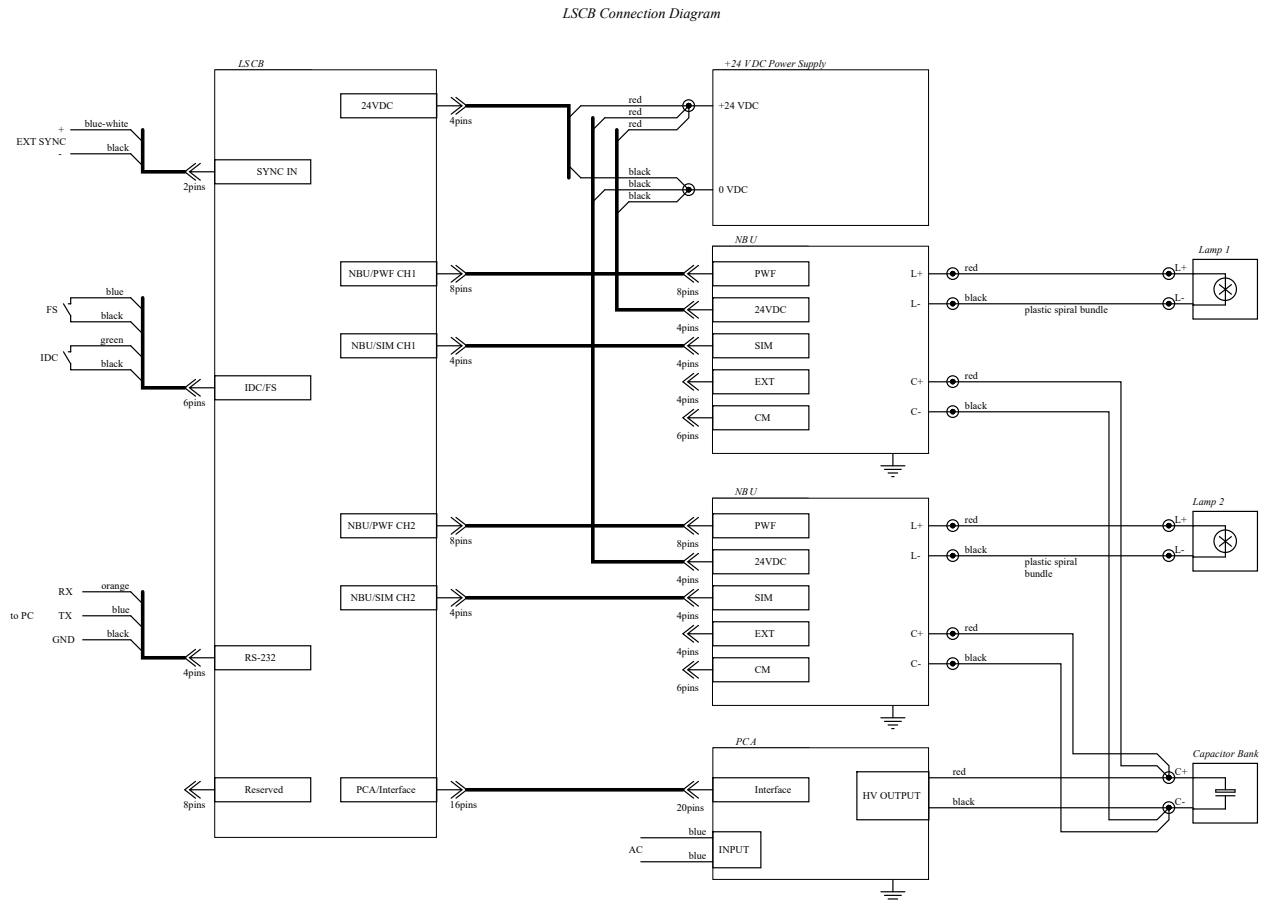 LSCB Connection Diagram
LSCB
+24 VDC Power Supply
24VDC
4pins
red
red
red
+24 VDC
blue-white
+
EXT SYNC
black
-
SYNC IN
2pins
black
black
black
0 VDC
NBU
Lamp 1
NBU/PWF CH1
8pins
PWF
8pins
L+
red
L+
blue
FS
black
24VDC
4pins
L-
black
plastic spiral bundle
L-
green
IDC
black
NBU/SIM CH1
4pins
SIM
4pins
IDC/FS
6pins
EXT
4pins
C+
red
CM
6pins
C-
black
NBU
Lamp 2
NBU/PWF CH2
8pins
PWF
8pins
L+
red
L+
24VDC
4pins
L-
black
plastic spiral
bundle
L-
RX
orange
to PC
TX
blue
GND
black
NBU/SIM CH2
4pins
SIM
4pins
EXT
4pins
C+
red
RS-232
4pins
CM
6pins
C-
black
PCA
Capacitor Bank
Reserved
8pins
PCA/Interface
16pins
Interface
20pins
HV OUTPUT
red
C+
black
C-
AC
blue
blue
INPUT